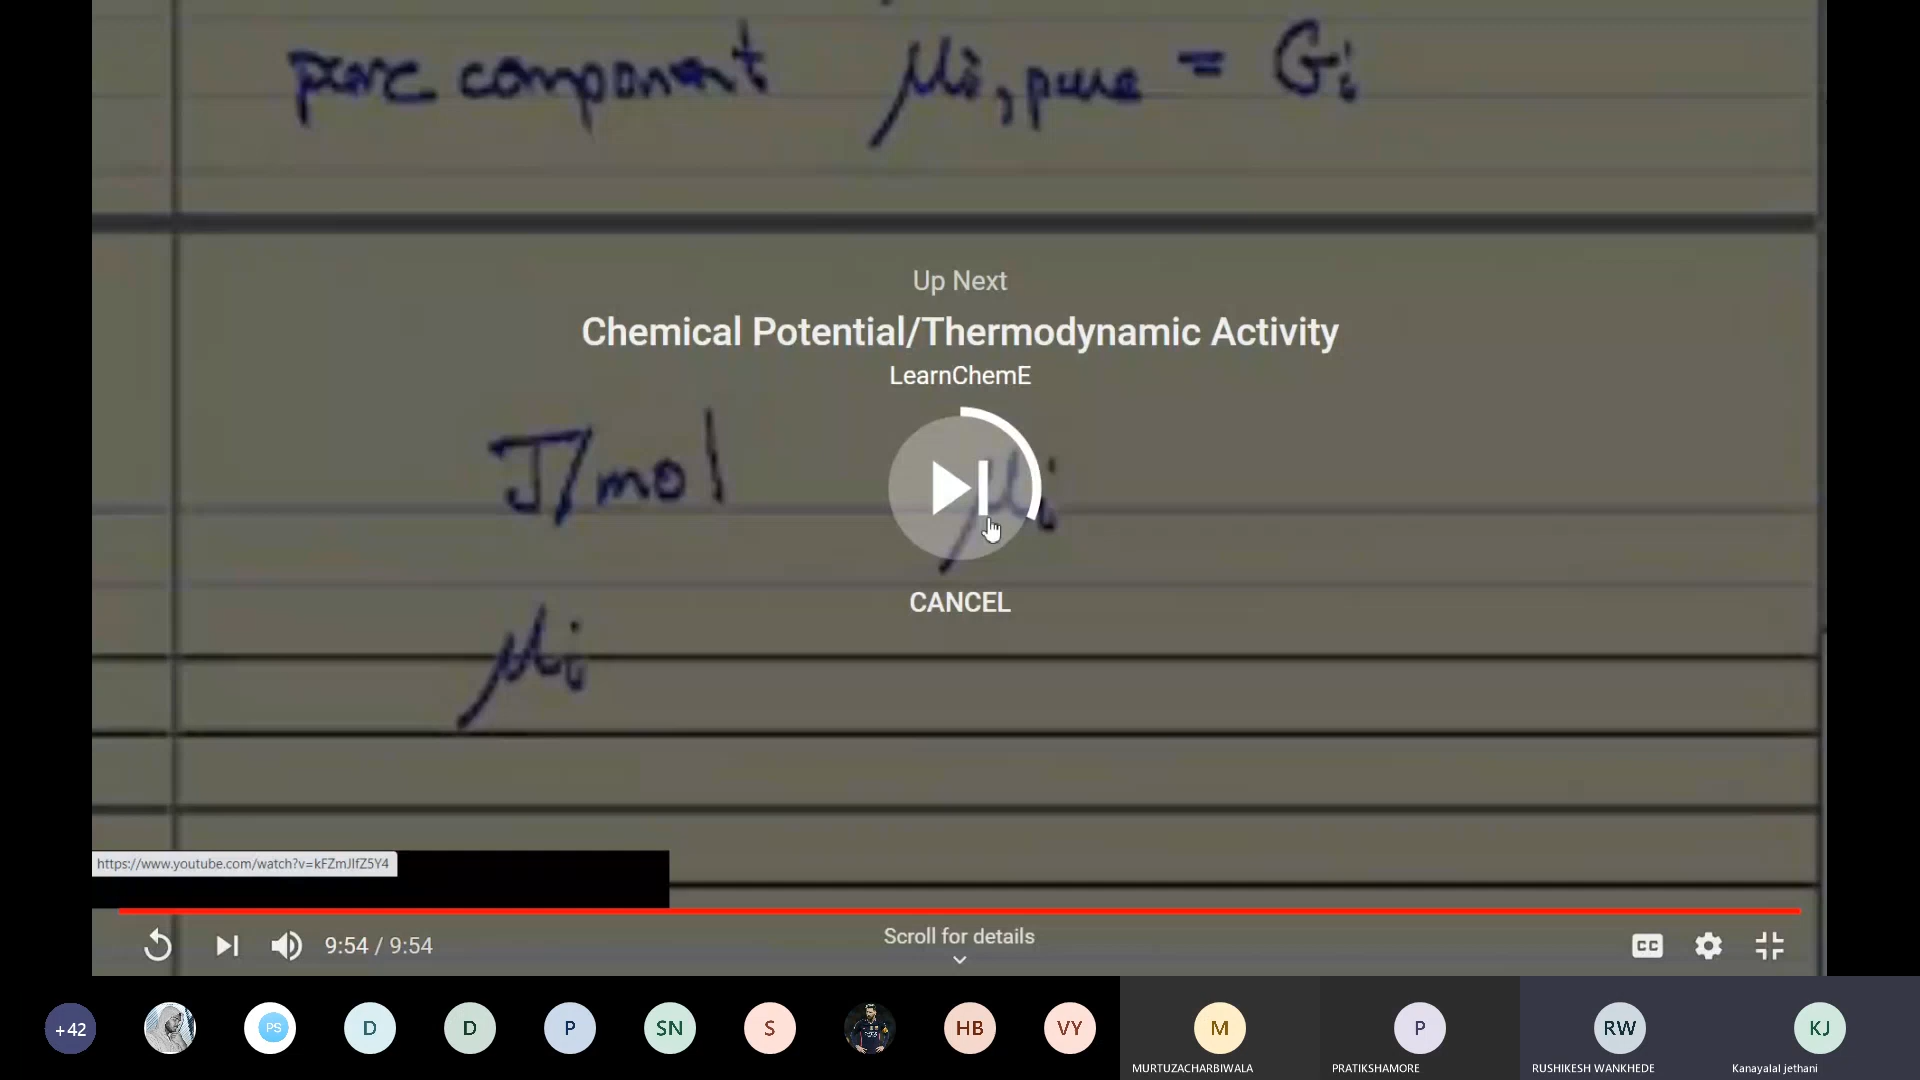 pure component μi, pure = Gi
Up Next
Chemical Potential/Thermodynamic Activity
LearnChemE
J/mol μi
CANCEL
μi
https://www.youtube.com/watch?v=kFZmJlfZ5Y4
9:54 / 9:54
Scroll for details
CC
+42
PS
D
D
P
SN
S
HB
VY
M
P
RW
KJ
MURTUZACHARBIWALA
PRATIKSHAMORE
RUSHIKESH WANKHEDE
Kanayalal jethani